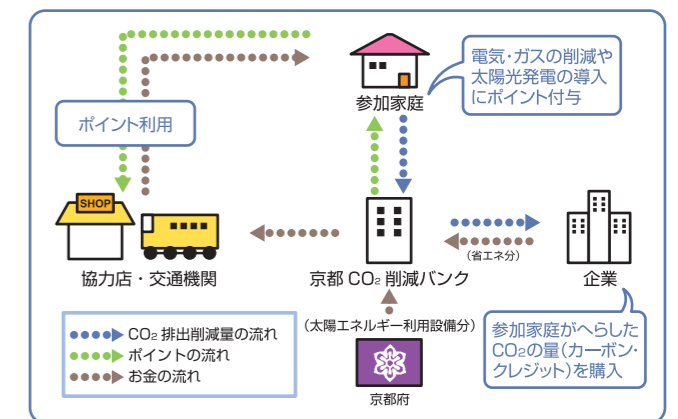 電気・ガスの削減や
太陽光発電の導入
にポイント付与
参加家庭
ポイント利用
SHOP
協力店・交通機関
京都 CO₂ 削減バンク
(省エネ分)
企業
CO₂ 排出削減量の流れ
ポイントの流れ
お金の流れ
(太陽エネルギー利用設備分)
京都府
参加家庭がへらした
CO₂の量(カーボン・
クレジット)を購入